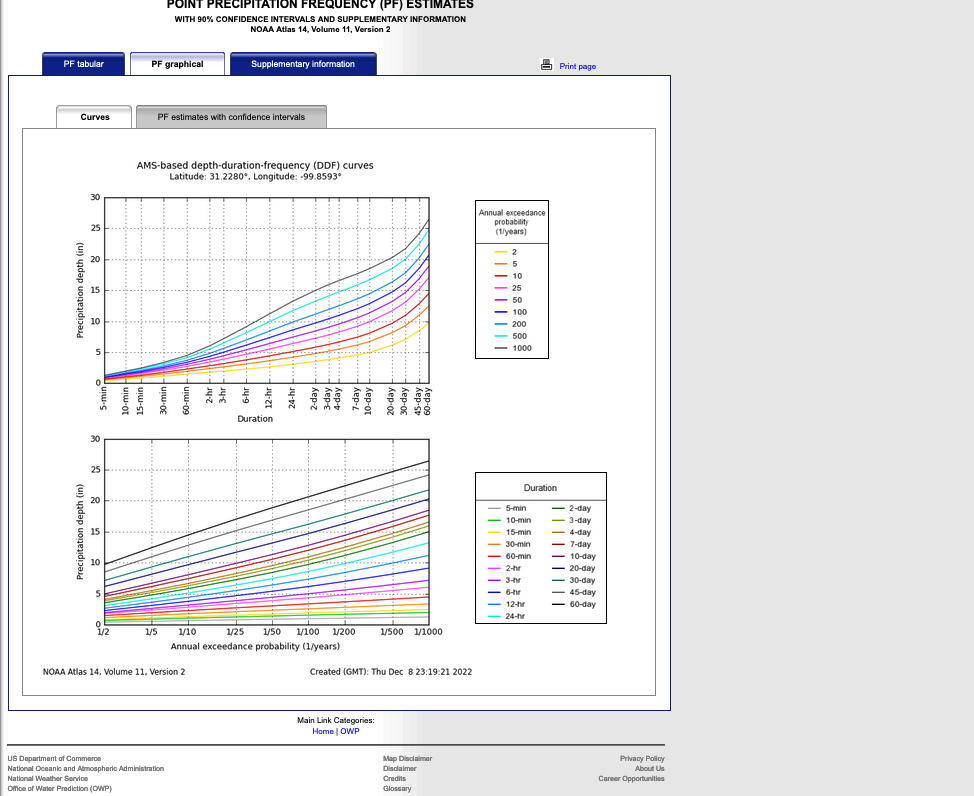 POINT PRECIPITATION FREQUENCY (PF) ESTIMATES
WITH 90% CONFIDENCE INTERVALS AND SUPPLEMENTARY INFORMATION
NOAA Atlas 14, Volume 11, Version 2
PF tabular
PF graphical
Supplementary information
Print page
Curves
PF estimates with confidence intervals
AMS-based depth-duration-frequency (DDF) curves
Latitude: 31.2280°, Longitude: -99.8593°
30
25
20
15
10
5
0
Precipitation depth (in)
5-min
10-min
15-min
30-min
60-min
2-hr
3-hr
6-hr
12-hr
24-hr
2-day
3-day
4-day
7-day
10-day
20-day
30-day
45-day
60-day
Duration
Annual exceedance
probability
(1/years)
2
5
10
25
50
100
200
500
1000
30
25
20
15
10
5
0
Precipitation depth (in)
1/2
1/5
1/10
1/25
1/50
1/100
1/200
1/500
1/1000
Annual exceedance probability (1/years)
Duration
5-min
10-min
15-min
30-min
60-min
2-hr
3-hr
6-hr
12-hr
24-hr
2-day
3-day
4-day
7-day
10-day
20-day
30-day
45-day
60-day
NOAA Atlas 14, Volume 11, Version 2
Created (GMT): Thu Dec 8 23:19:21 2022
Main Link Categories:
Home | OWP
US Department of Commerce
National Oceanic and Atmospheric Administration
National Weather Service
Office of Water Prediction (OWP)
Map Disclaimer
Disclaimer
Credits
Glossary
Privacy Policy
About Us
Career Opportunities